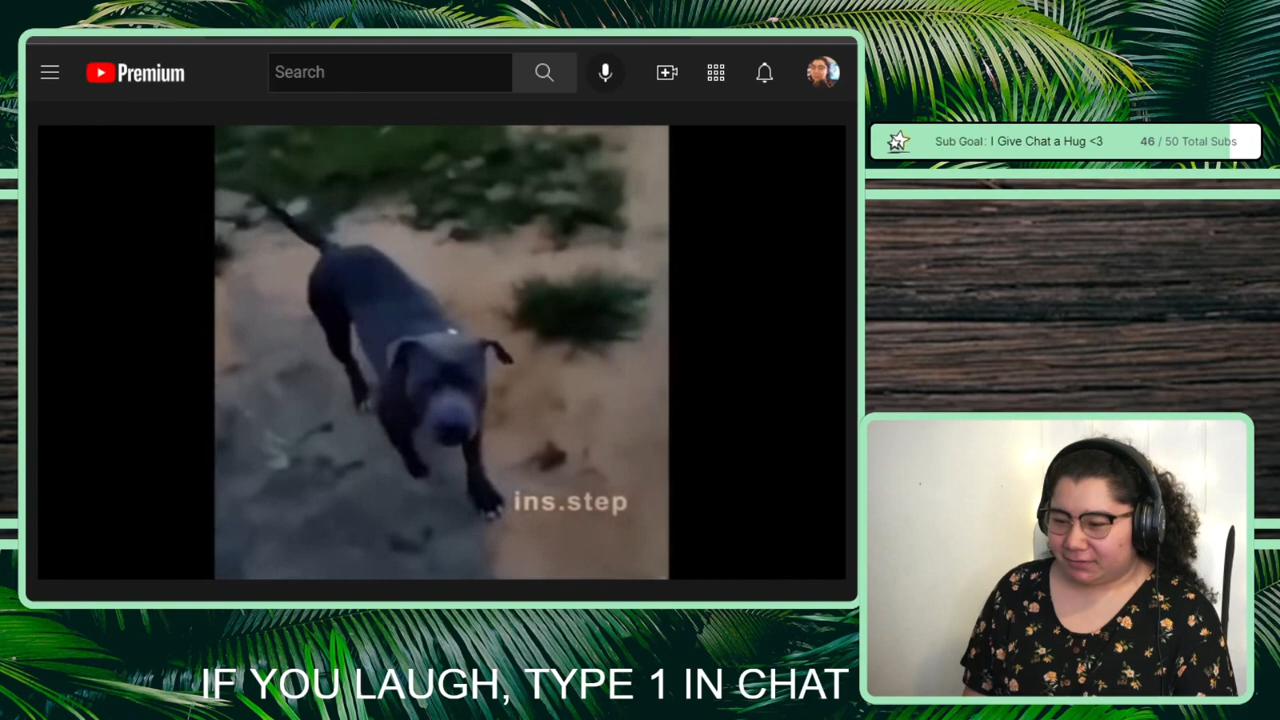 Premium
Search
Sub Goal: I Give Chat a Hug <3 46 / 50 Total Subs
ins.step
IF YOU LAUGH, TYPE 1 IN CHAT